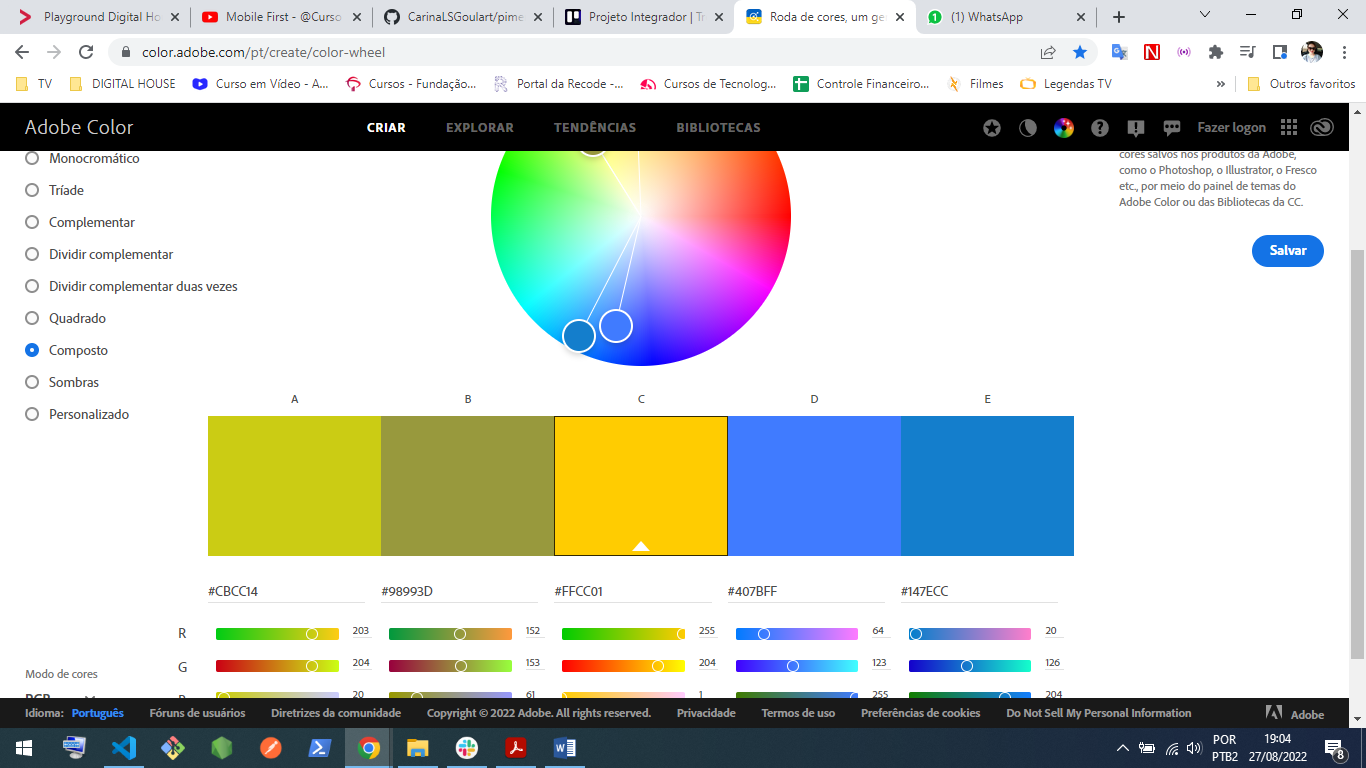 Playground Digital Ho
Mobile First - @Curso
CarinaLSGoulart/pime
Projeto Integrador | Tr
Roda de cores, um ge
(1) WhatsApp
color.adobe.com/pt/create/color-wheel
TV
DIGITAL HOUSE
Curso em Vídeo - A...
Cursos - Fundação...
Portal da Recode -...
Cursos de Tecnolog...
Controle Financeiro...
Filmes
Legendas TV
»
Outros favoritos
Adobe Color
CRIAR
EXPLORAR
TENDÊNCIAS
BIBLIOTECAS
Fazer logon
Monocromático
Tríade
Complementar
Dividir complementar
Dividir complementar duas vezes
Quadrado
Composto
Sombras
Personalizado
cores salvos nos produtos da Adobe,
como o Photoshop, o Illustrator, o Fresco
etc., por meio do painel de temas do
Adobe Color ou das Bibliotecas da CC.
Salvar
A B C D E
#CBCC14 #98993D #FFCC01 #407BFF #147ECC
R 203 152 255 64 20
G 204 153 204 123 126
B 20 61 1 255 204
Modo de cores
RGB
Idioma: Português
Fóruns de usuários
Diretrizes da comunidade
Copyright © 2022 Adobe. All rights reserved.
Privacidade
Termos de uso
Preferências de cookies
Do Not Sell My Personal Information
Adobe
POR
PTB2
19:04
27/08/2022
8